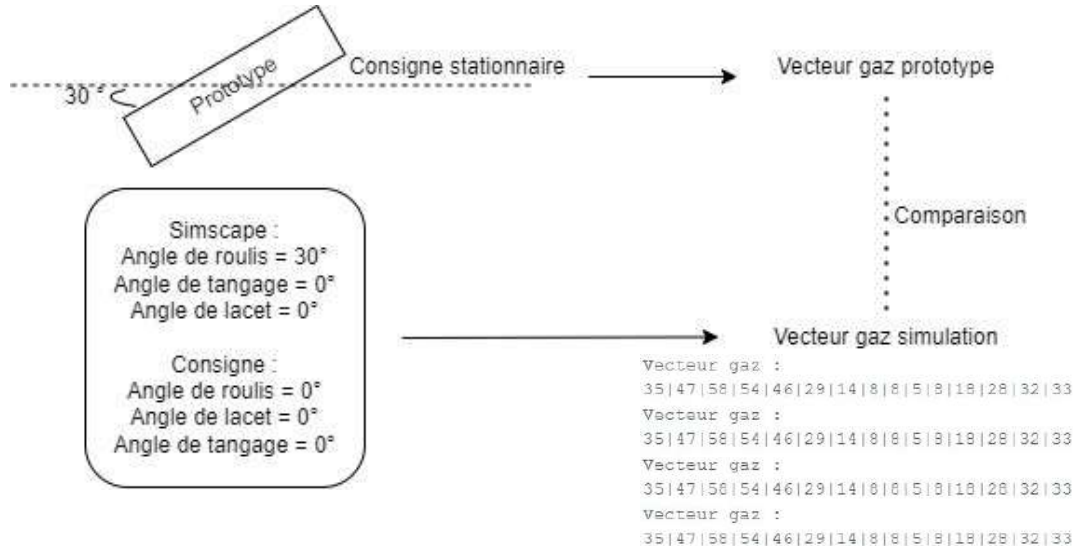 Prototype
30 °
Consigne stationnaire
Vecteur gaz prototype
Comparaison
Simscape :
Angle de roulis = 30°
Angle de tangage = 0°
Angle de lacet = 0°
Consigne :
Angle de roulis = 0°
Angle de lacet = 0°
Angle de tangage = 0°
Vecteur gaz simulation
Vecteur gaz :
35|47|58|54|46|29|14|8|8|5|8|18|28|32|33
Vecteur gaz :
35|47|58|54|46|29|14|8|8|5|8|18|28|32|33
Vecteur gaz :
35|47|58|54|46|29|14|8|8|5|8|18|28|32|33
Vecteur gaz :
35|47|58|54|46|29|14|8|8|5|8|18|28|32|33